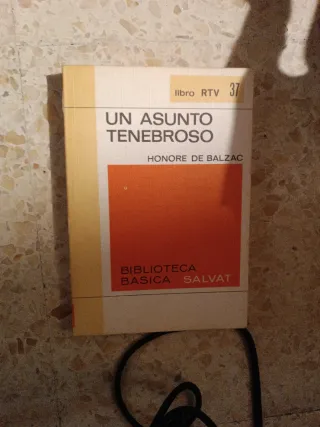 libro RTV 37
UN ASUNTO
TENEBROSO
HONORE DE BALZAC
BIBLIOTECA
BASICA SALVAT